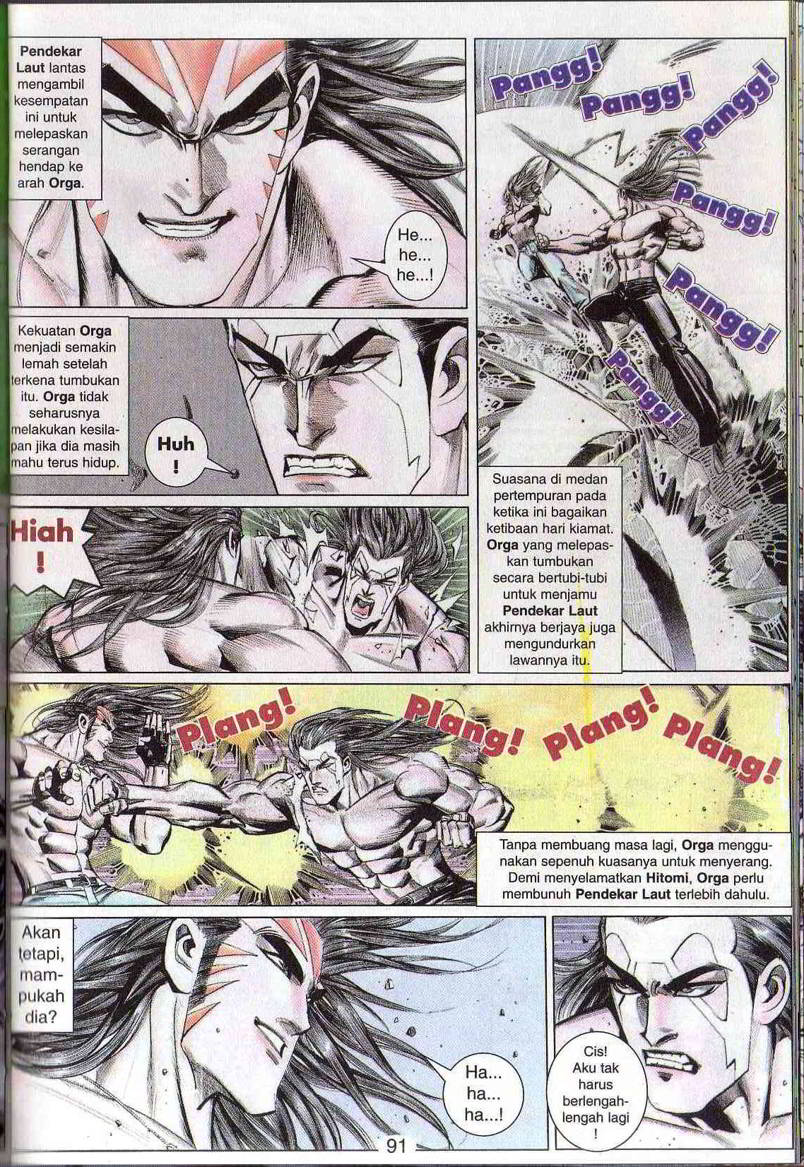 Pendekar
Laut lantas
mengambil
kesempatan
ini untuk
melepaskan
serangan
hendap ke
arah Orga.
He...
he...
he...!
Pangg!
Pangg!
Pangg!
Pangg!
Pangg!
Pangg!
Kekuatan Orga
menjadi semakin
lemah setelah
terkena tumbukan
itu. Orga tidak
seharusnya
melakukan kesila-
pan jika dia masih
mahu terus hidup.
Huh
!
Hiah
!
Suasana di medan
pertempuran pada
ketika ini bagaikan
ketibaan hari kiamat.
Orga yang melepas-
kan tumbukan
secara bertubi-tubi
untuk menjamu
Pendekar Laut
akhirnya berjaya juga
mengundurkan
lawannya itu.
Plang!
Plang!
Plang!
Plang!
Tanpa membuang masa lagi, Orga menggu-
nakan sepenuh kuasanya untuk menyerang.
Demi menyelamatkan Hitomi, Orga perlu
membunuh Pendekar Laut terlebih dahulu.
Akan
tetapi,
mam-
pukah
dia?
Ha...
ha...
ha...!
Cis!
Aku tak
harus
berlengah-
lengah lagi
!
91